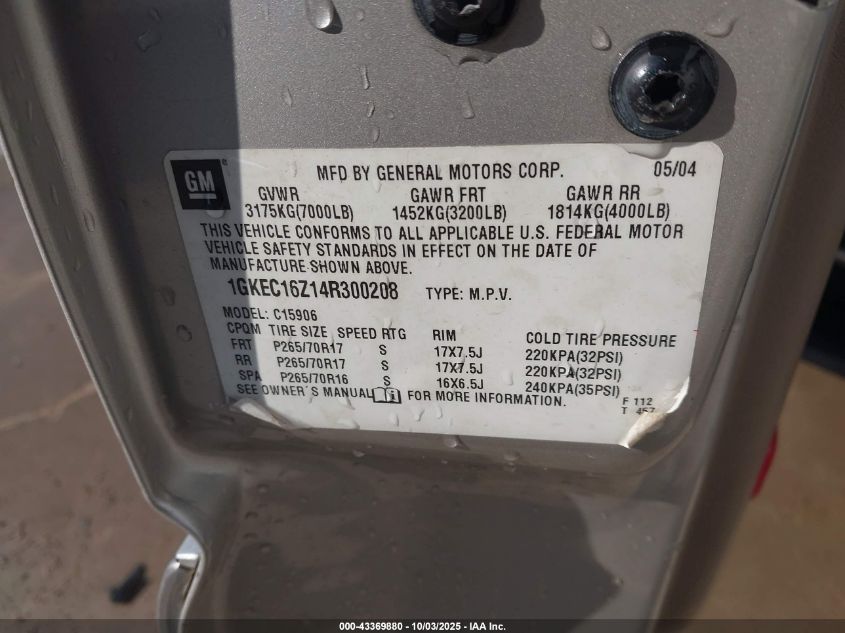 GM ® MFD BY GENERAL MOTORS CORP. 05/04
GVWR GAWR FRT GAWR RR
3175KG(7000LB) 1452KG(3200LB) 1814KG(4000LB)
THIS VEHICLE CONFORMS TO ALL APPLICABLE U.S. FEDERAL MOTOR
VEHICLE SAFETY STANDARDS IN EFFECT ON THE DATE OF
MANUFACTURE SHOWN ABOVE.
1GKEC16Z14R300208 TYPE: M.P.V.
MODEL: C15906
CPQM TIRE SIZE SPEED RTG RIM COLD TIRE PRESSURE
FRT P265/70R17 S 17X7.5J 220KPA(32PSI)
RR P265/70R17 S 17X7.5J 220KPA(32PSI)
SPA P265/70R16 S 16X6.5J 240KPA(35PSI)
SEE OWNER'S MANUAL FOR MORE INFORMATION.
F 112
T 457
000-43369880 - 10/03/2025 - IAA Inc.